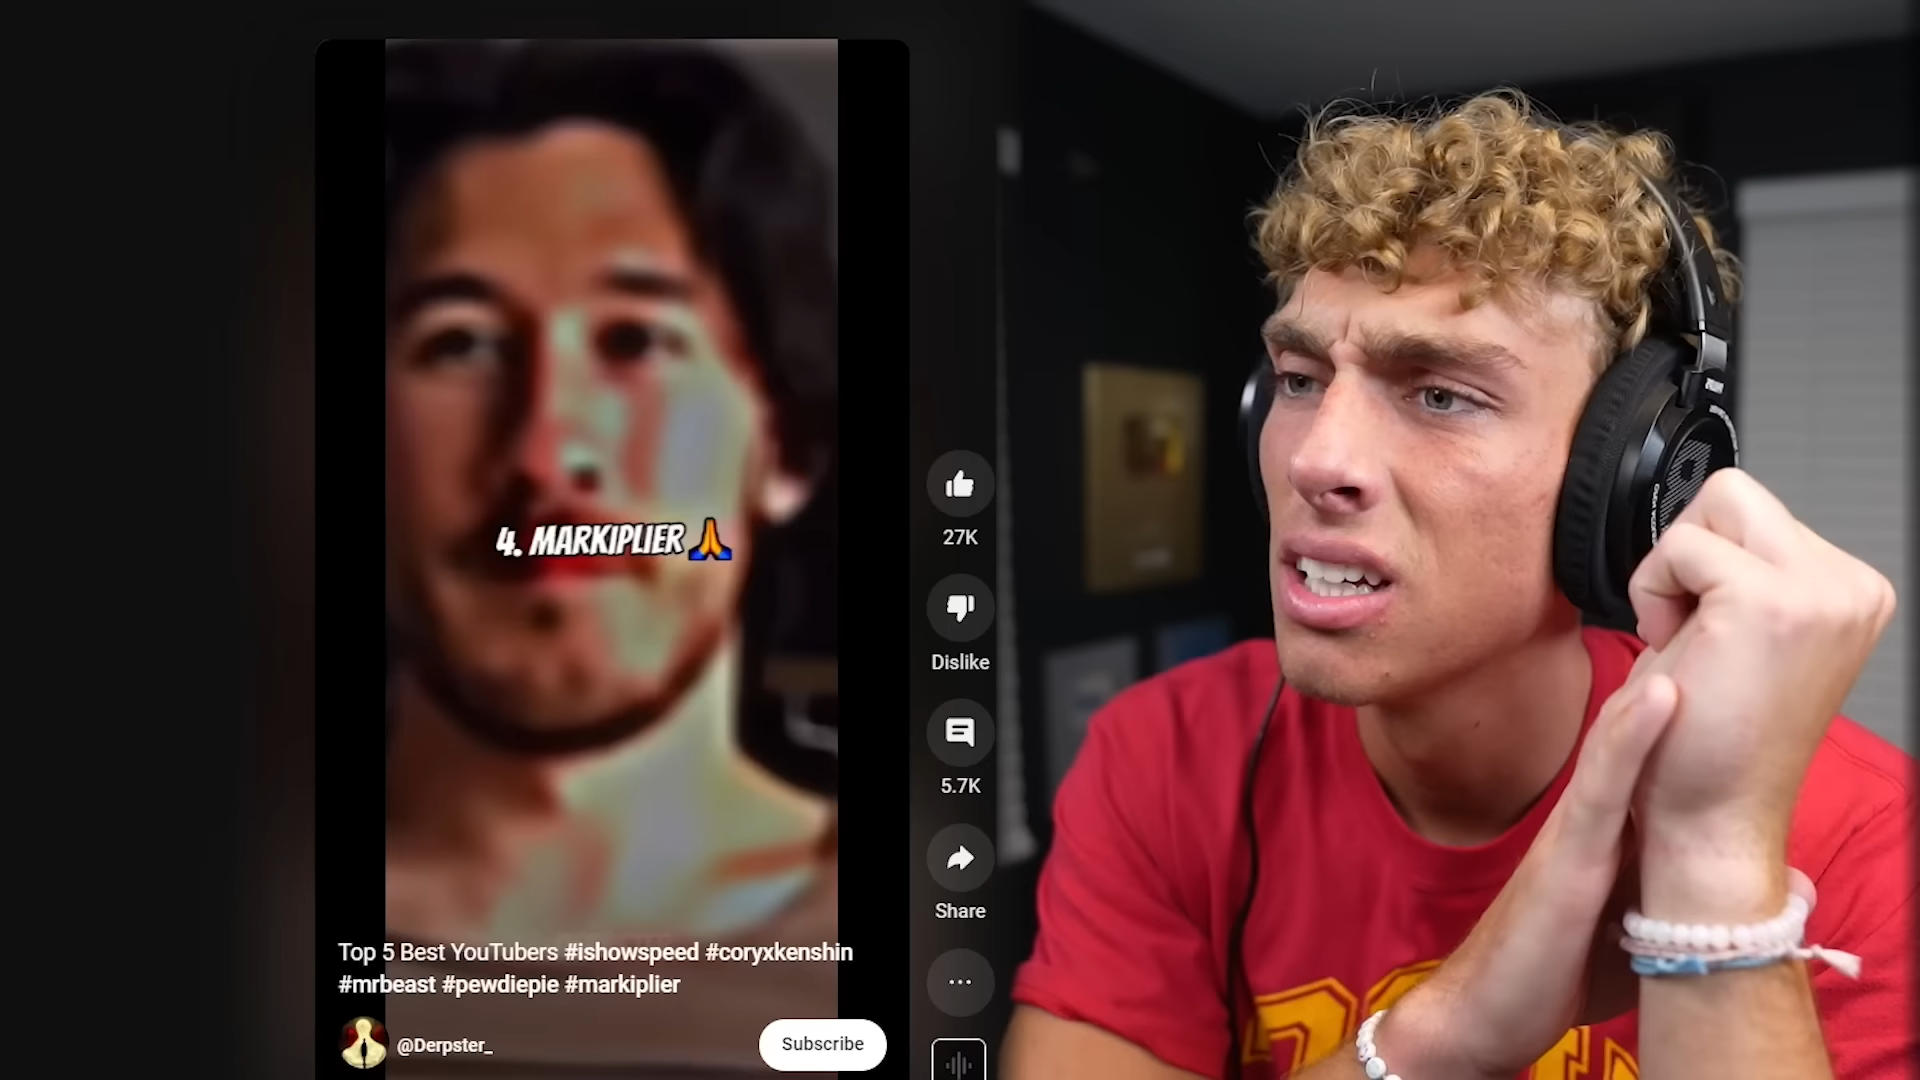 4. MARKIPLIER 🙏
27K
Dislike
5.7K
Share
Top 5 Best YouTubers #ishowspeed #coryxkenshin
#mrbeast #pewdiepie #markiplier
@Derpster_
Subscribe